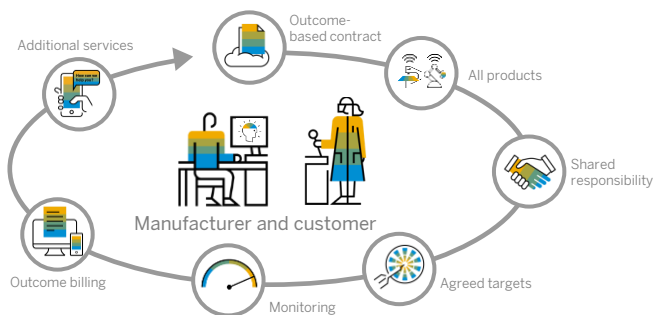 Outcome-
based contract
All products
Shared
responsibility
Agreed targets
Monitoring
Outcome billing
Additional services
How can we
help you?
Manufacturer and customer